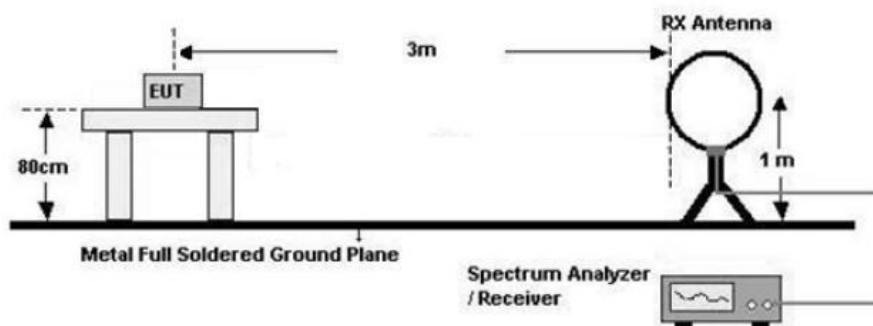 RX Antenna
3m
EUT
80cm
1 m
Metal Full Soldered Ground Plane
Spectrum Analyzer
/ Receiver